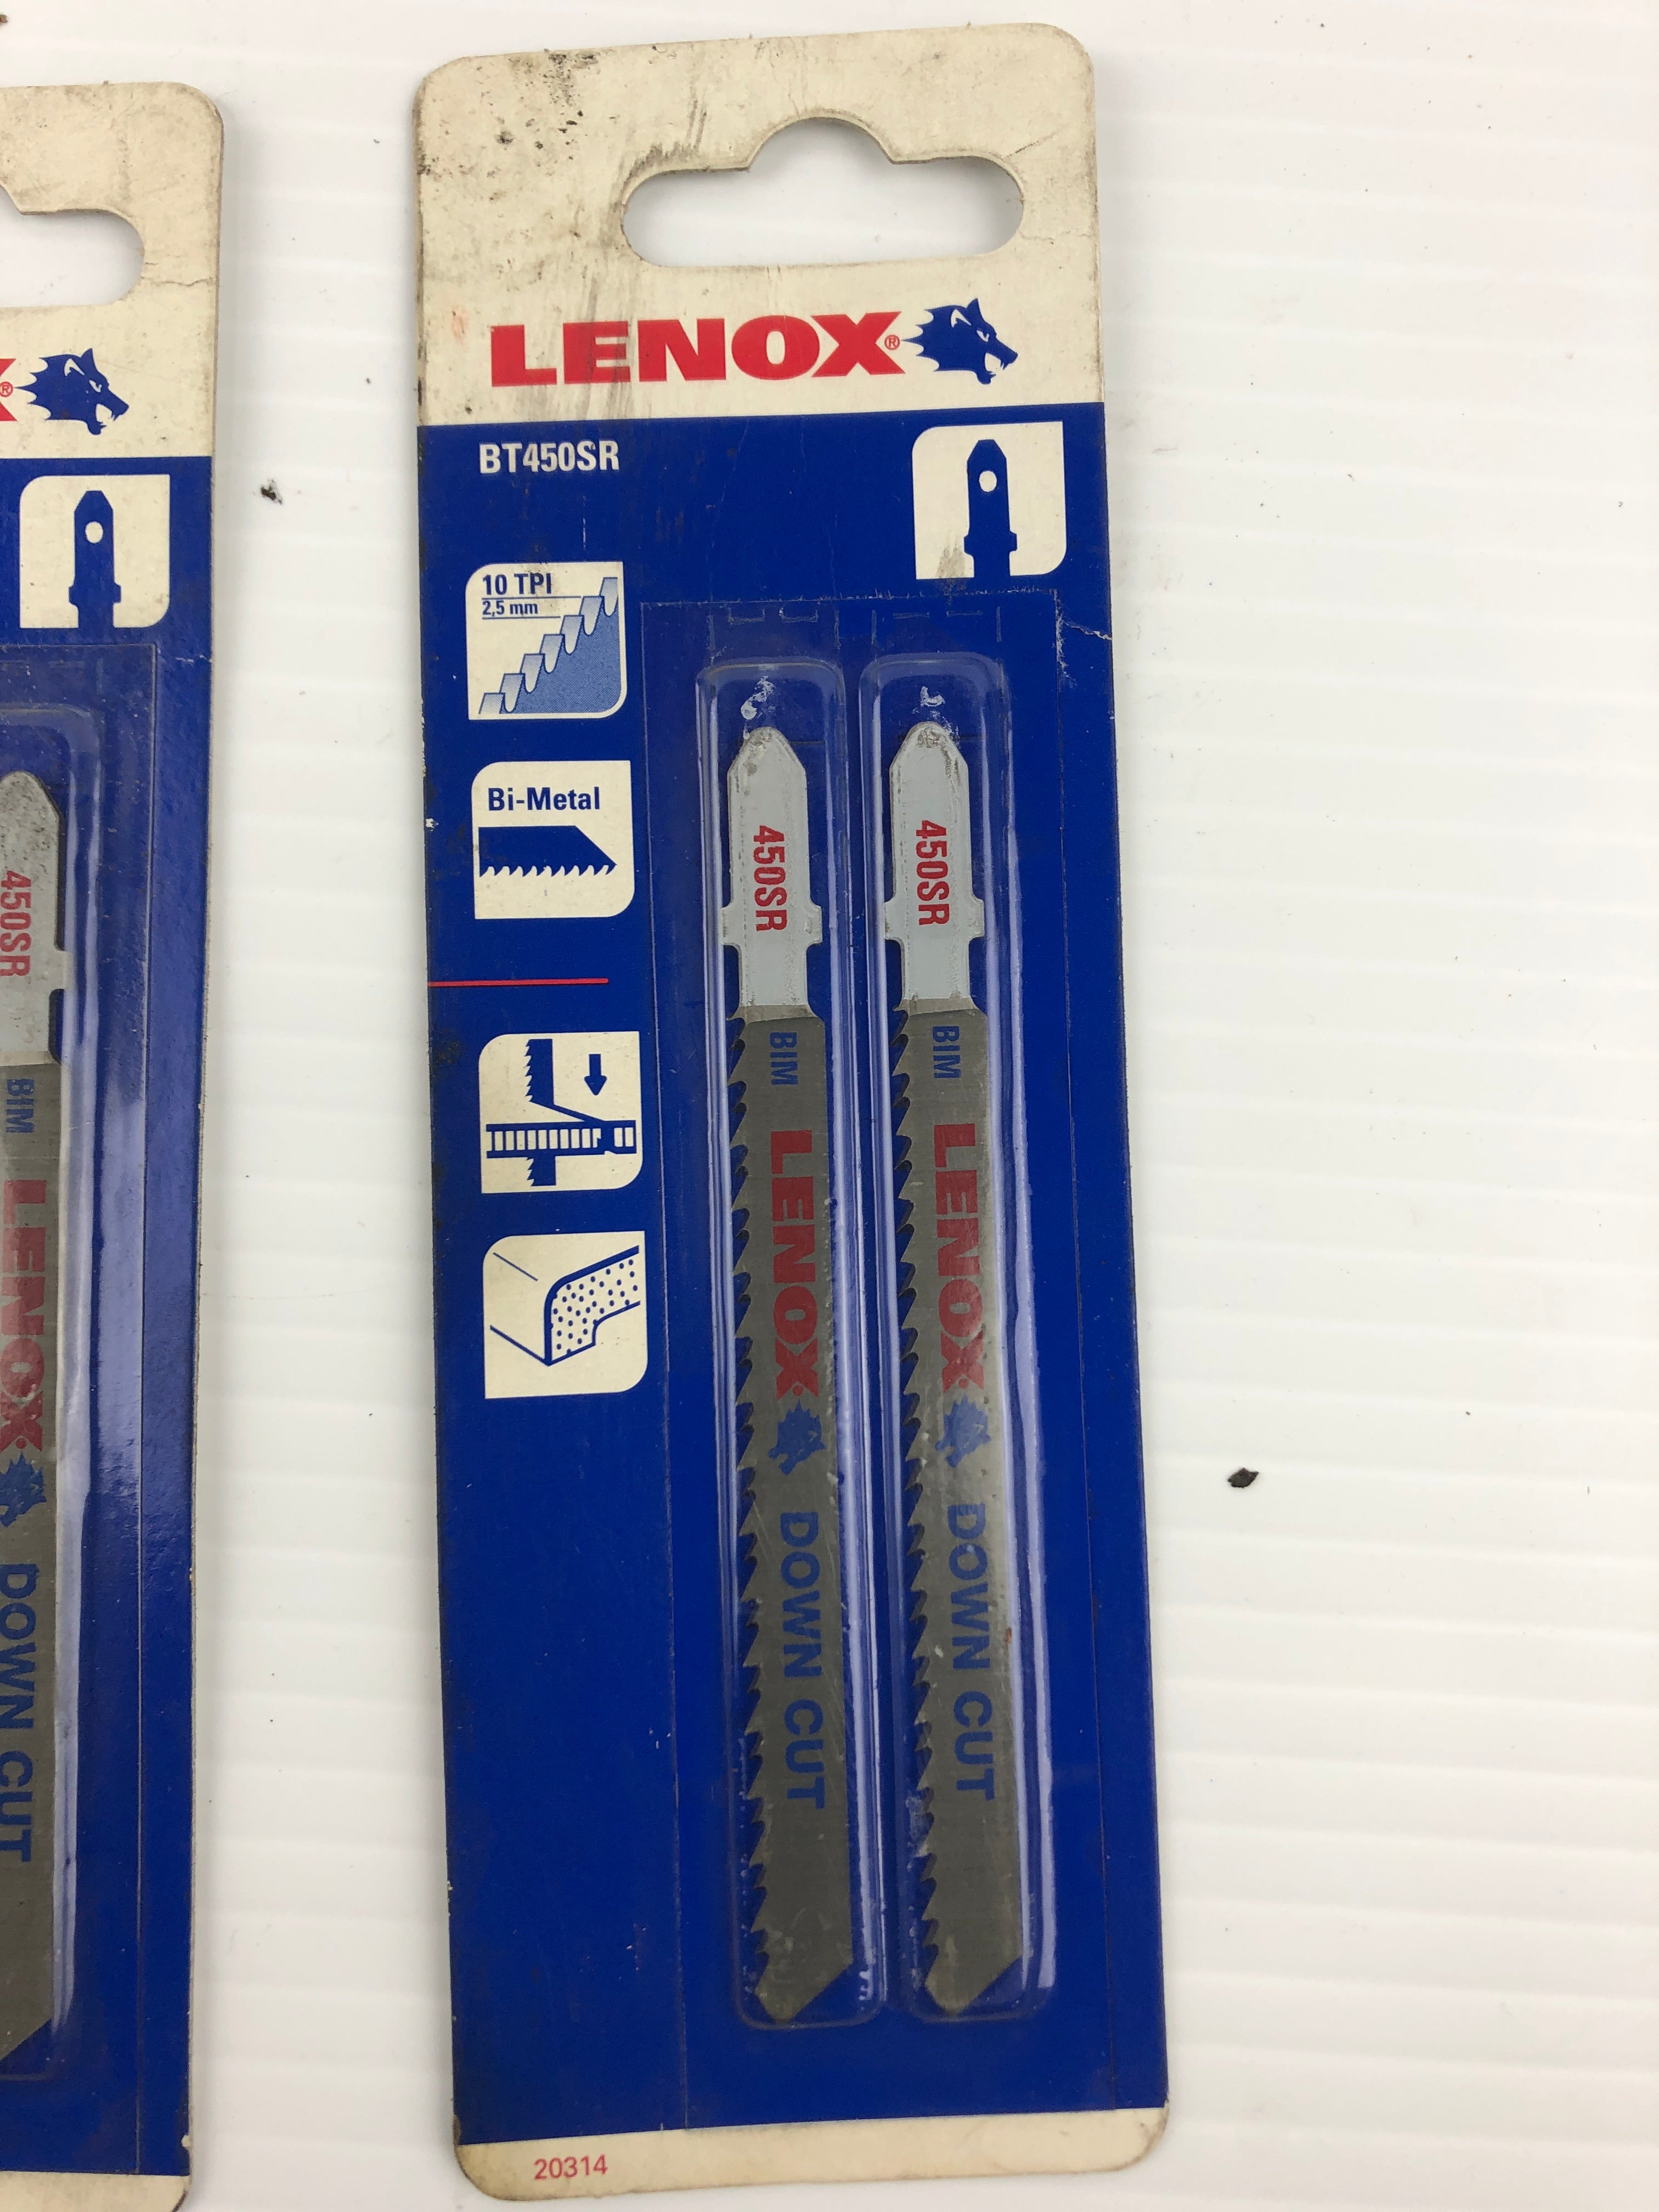 LENOX®
BT450SR
10 TPI
2,5 mm
Bi-Metal
450SR
BIM
LENOX
DOWN CUT
450SR
BIM
LENOX
DOWN CUT
20314
X®
450SR
BIM
LENOX
DOWN CUT